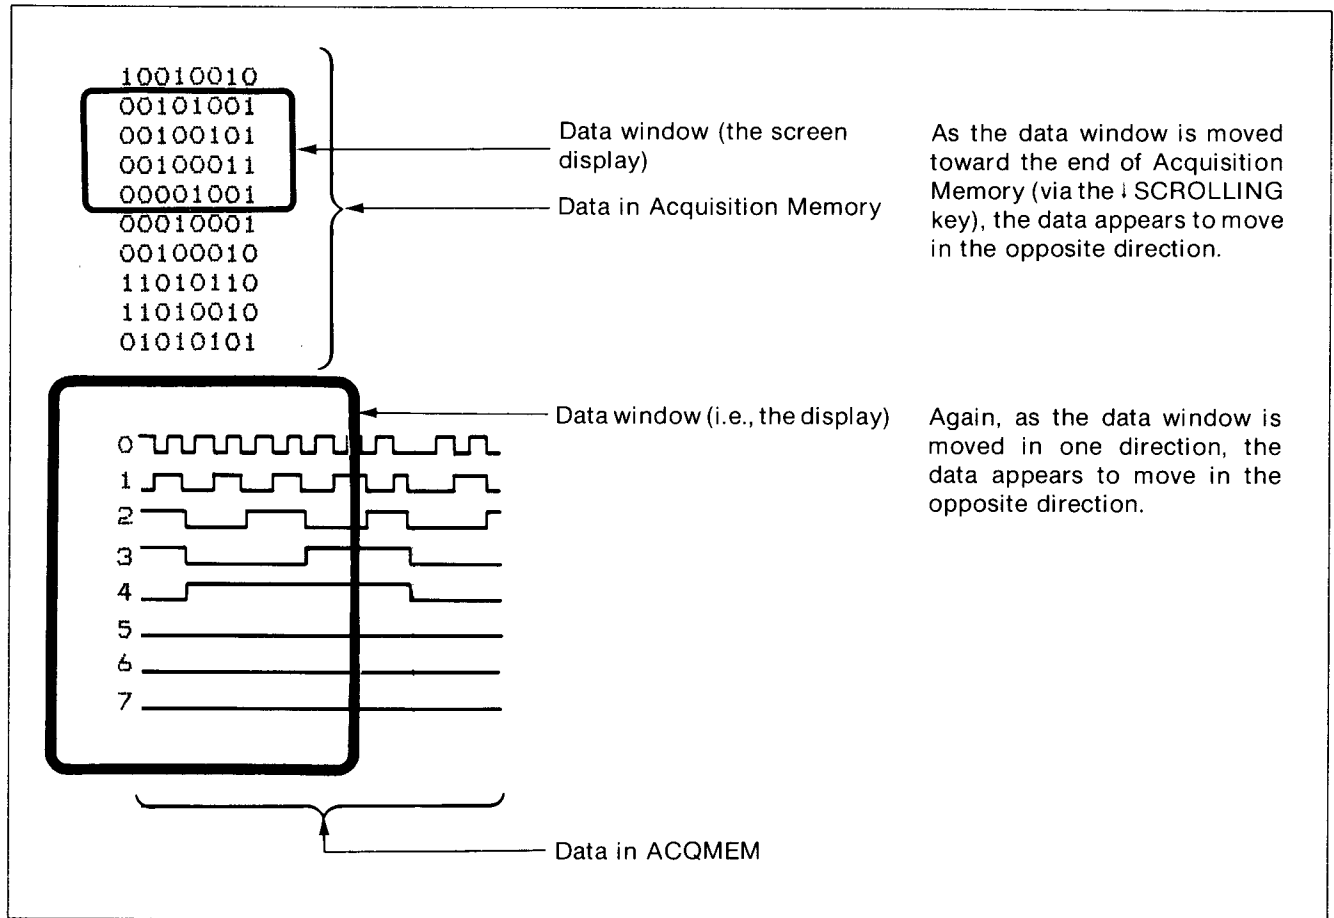 10010010
00101001
00100101
00100011
00001001
00010001
00100010
11010110
11010010
01010101
Data window (the screen
display)
Data in Acquisition Memory
As the data window is moved
toward the end of Acquisition
Memory (via the ↓ SCROLLING
key), the data appears to move
in the opposite direction.
0
1
2
3
4
5
6
7
Data window (i.e., the display)
Again, as the data window is
moved in one direction, the
data appears to move in the
opposite direction.
Data in ACQMEM